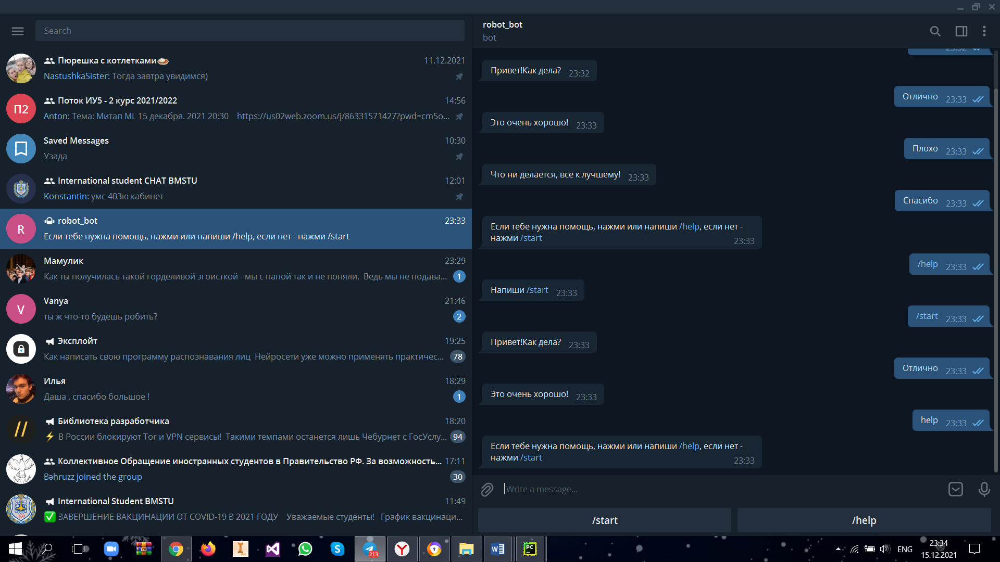 Search
Пюрешка с котлетками
11.12.2021
NastushkaSister: Тогда завтра увидимся)
П2
Поток ИУ5 - 2 курс 2021/2022
14:56
Anton: Тема: Митап ML 15 декабря. 2021 20:30 https://us02web.zoom.us/j/86331571427?pwd=cm5o...
Saved Messages
10:30
Узада
International student CHAT BMSTU
12:01
Konstantin: умс 403ю кабинет
R
robot_bot
23:33
Если тебе нужна помощь, нажми или напиши /help, если нет - нажми /start
Мамулик
23:29
Как ты получилась такой горделивой эгоисткой - мы с папой так и не поняли. Ведь мы не подава...
1
V
Vanya
21:46
ты ж что-то будешь робить?
2
Эксплойт
19:25
Как написать свою программу распознавания лиц Нейросети уже можно применять практичес...
78
Илья
18:29
Даша , спасибо большое !
1
//
Библиотека разработчика
18:20
⚡ В России блокируют Tor и VPN сервисы! Такими темпами останется лишь Чебурнет с ГосУслу...
94
Коллективное Обращение иностранных студентов в Правительство РФ. За возможность...
17:11
Bəhruzz joined the group
30
1830
International Student BMSTU
11:49
✅ ЗАВЕРШЕНИЕ ВАКЦИНАЦИИ ОТ COVID-19 В 2021 ГОДУ Уважаемые студенты! График вакцинаци...
robot_bot
bot
23:32
Привет!Как дела? 23:32
Отлично 23:33
Это очень хорошо! 23:33
Плохо 23:33
Что ни делается, все к лучшему! 23:33
Спасибо 23:33
Если тебе нужна помощь, нажми или напиши /help, если нет -
нажми /start 23:33
/help 23:33
Напиши /start 23:33
/start 23:33
Привет!Как дела? 23:33
Отлично 23:33
Это очень хорошо! 23:33
help 23:33
Если тебе нужна помощь, нажми или напиши /help, если нет -
нажми /start 23:33
Write a message...
/start
/help
I
PRO
S
213
Y
W
PC
ENG
23:34
15.12.2021